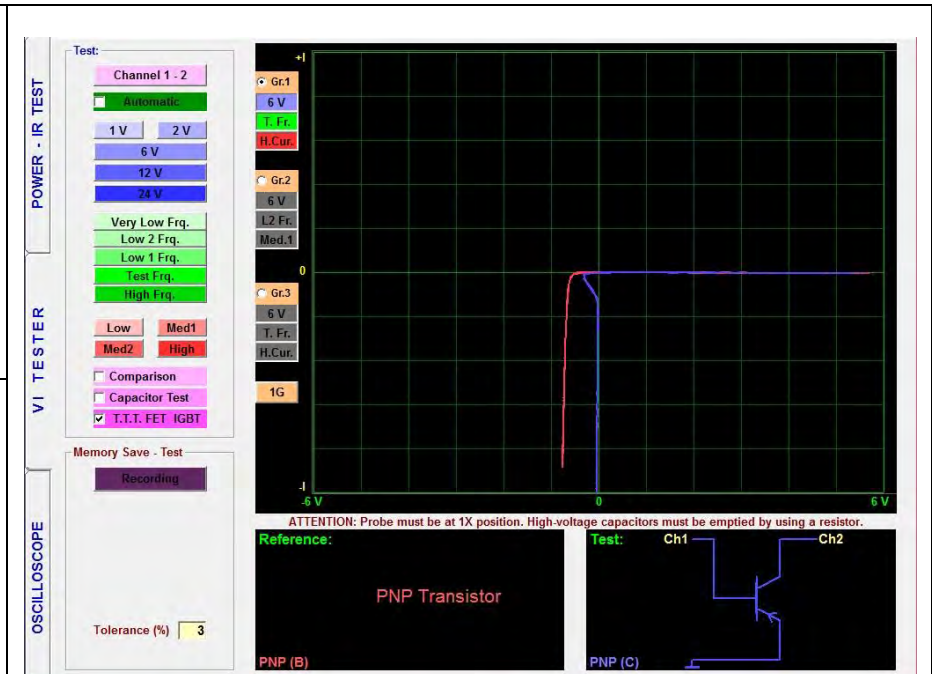 POWER - IR TEST
VI TESTER
OSCILLOSCOPE
Test:
Channel 1 - 2
Automatic
1 V
2 V
6 V
12 V
24 V
Very Low Frq.
Low 2 Frq.
Low 1 Frq.
Test Frq.
High Frq.
Low
Med1
Med2
High
Comparison
Capacitor Test
T.T.T. FET IGBT
Memory Save - Test
Recording
Tolerance (%)
3
Gr.1
6 V
T. Fr.
H.Cur.
Gr.2
6 V
L2 Fr.
Med.1
Gr.3
6 V
T. Fr.
H.Cur.
1G
+I
0
-I
-6 V
0
6 V
ATTENTION: Probe must be at 1X position. High-voltage capacitors must be emptied by using a resistor.
Reference:
PNP Transistor
PNP (B)
Test:
Ch1
Ch2
PNP (C)